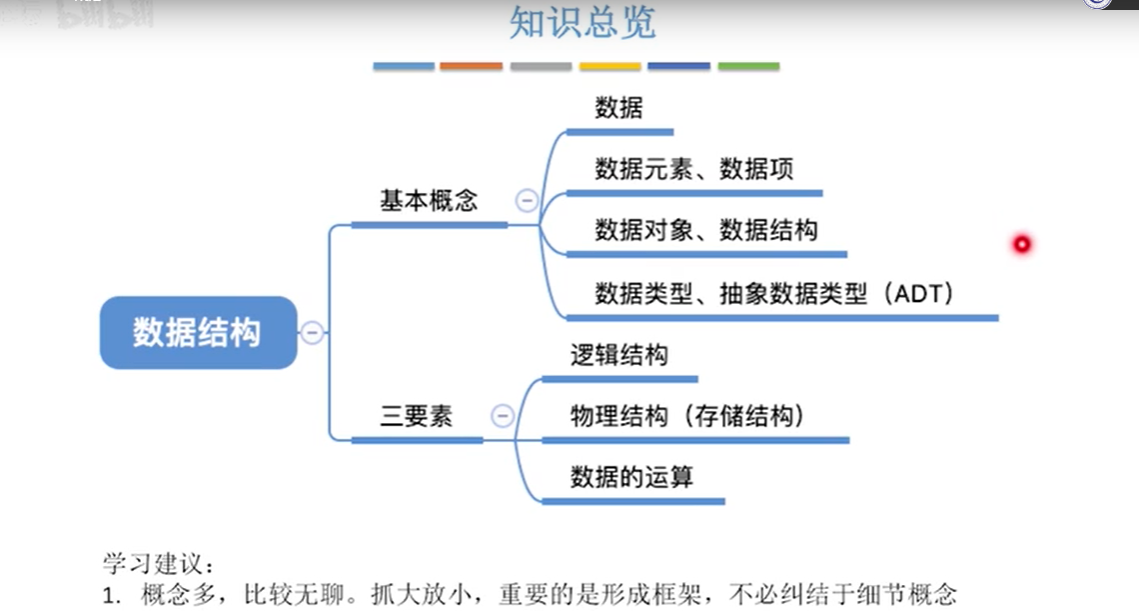 知识总览
数据
数据元素、数据项
基本概念
数据对象、数据结构
数据类型、抽象数据类型（ADT）
数据结构
逻辑结构
三要素
物理结构（存储结构）
数据的运算
学习建议：
1. 概念多，比较无聊。抓大放小，重要的是形成框架，不必纠结于细节概念